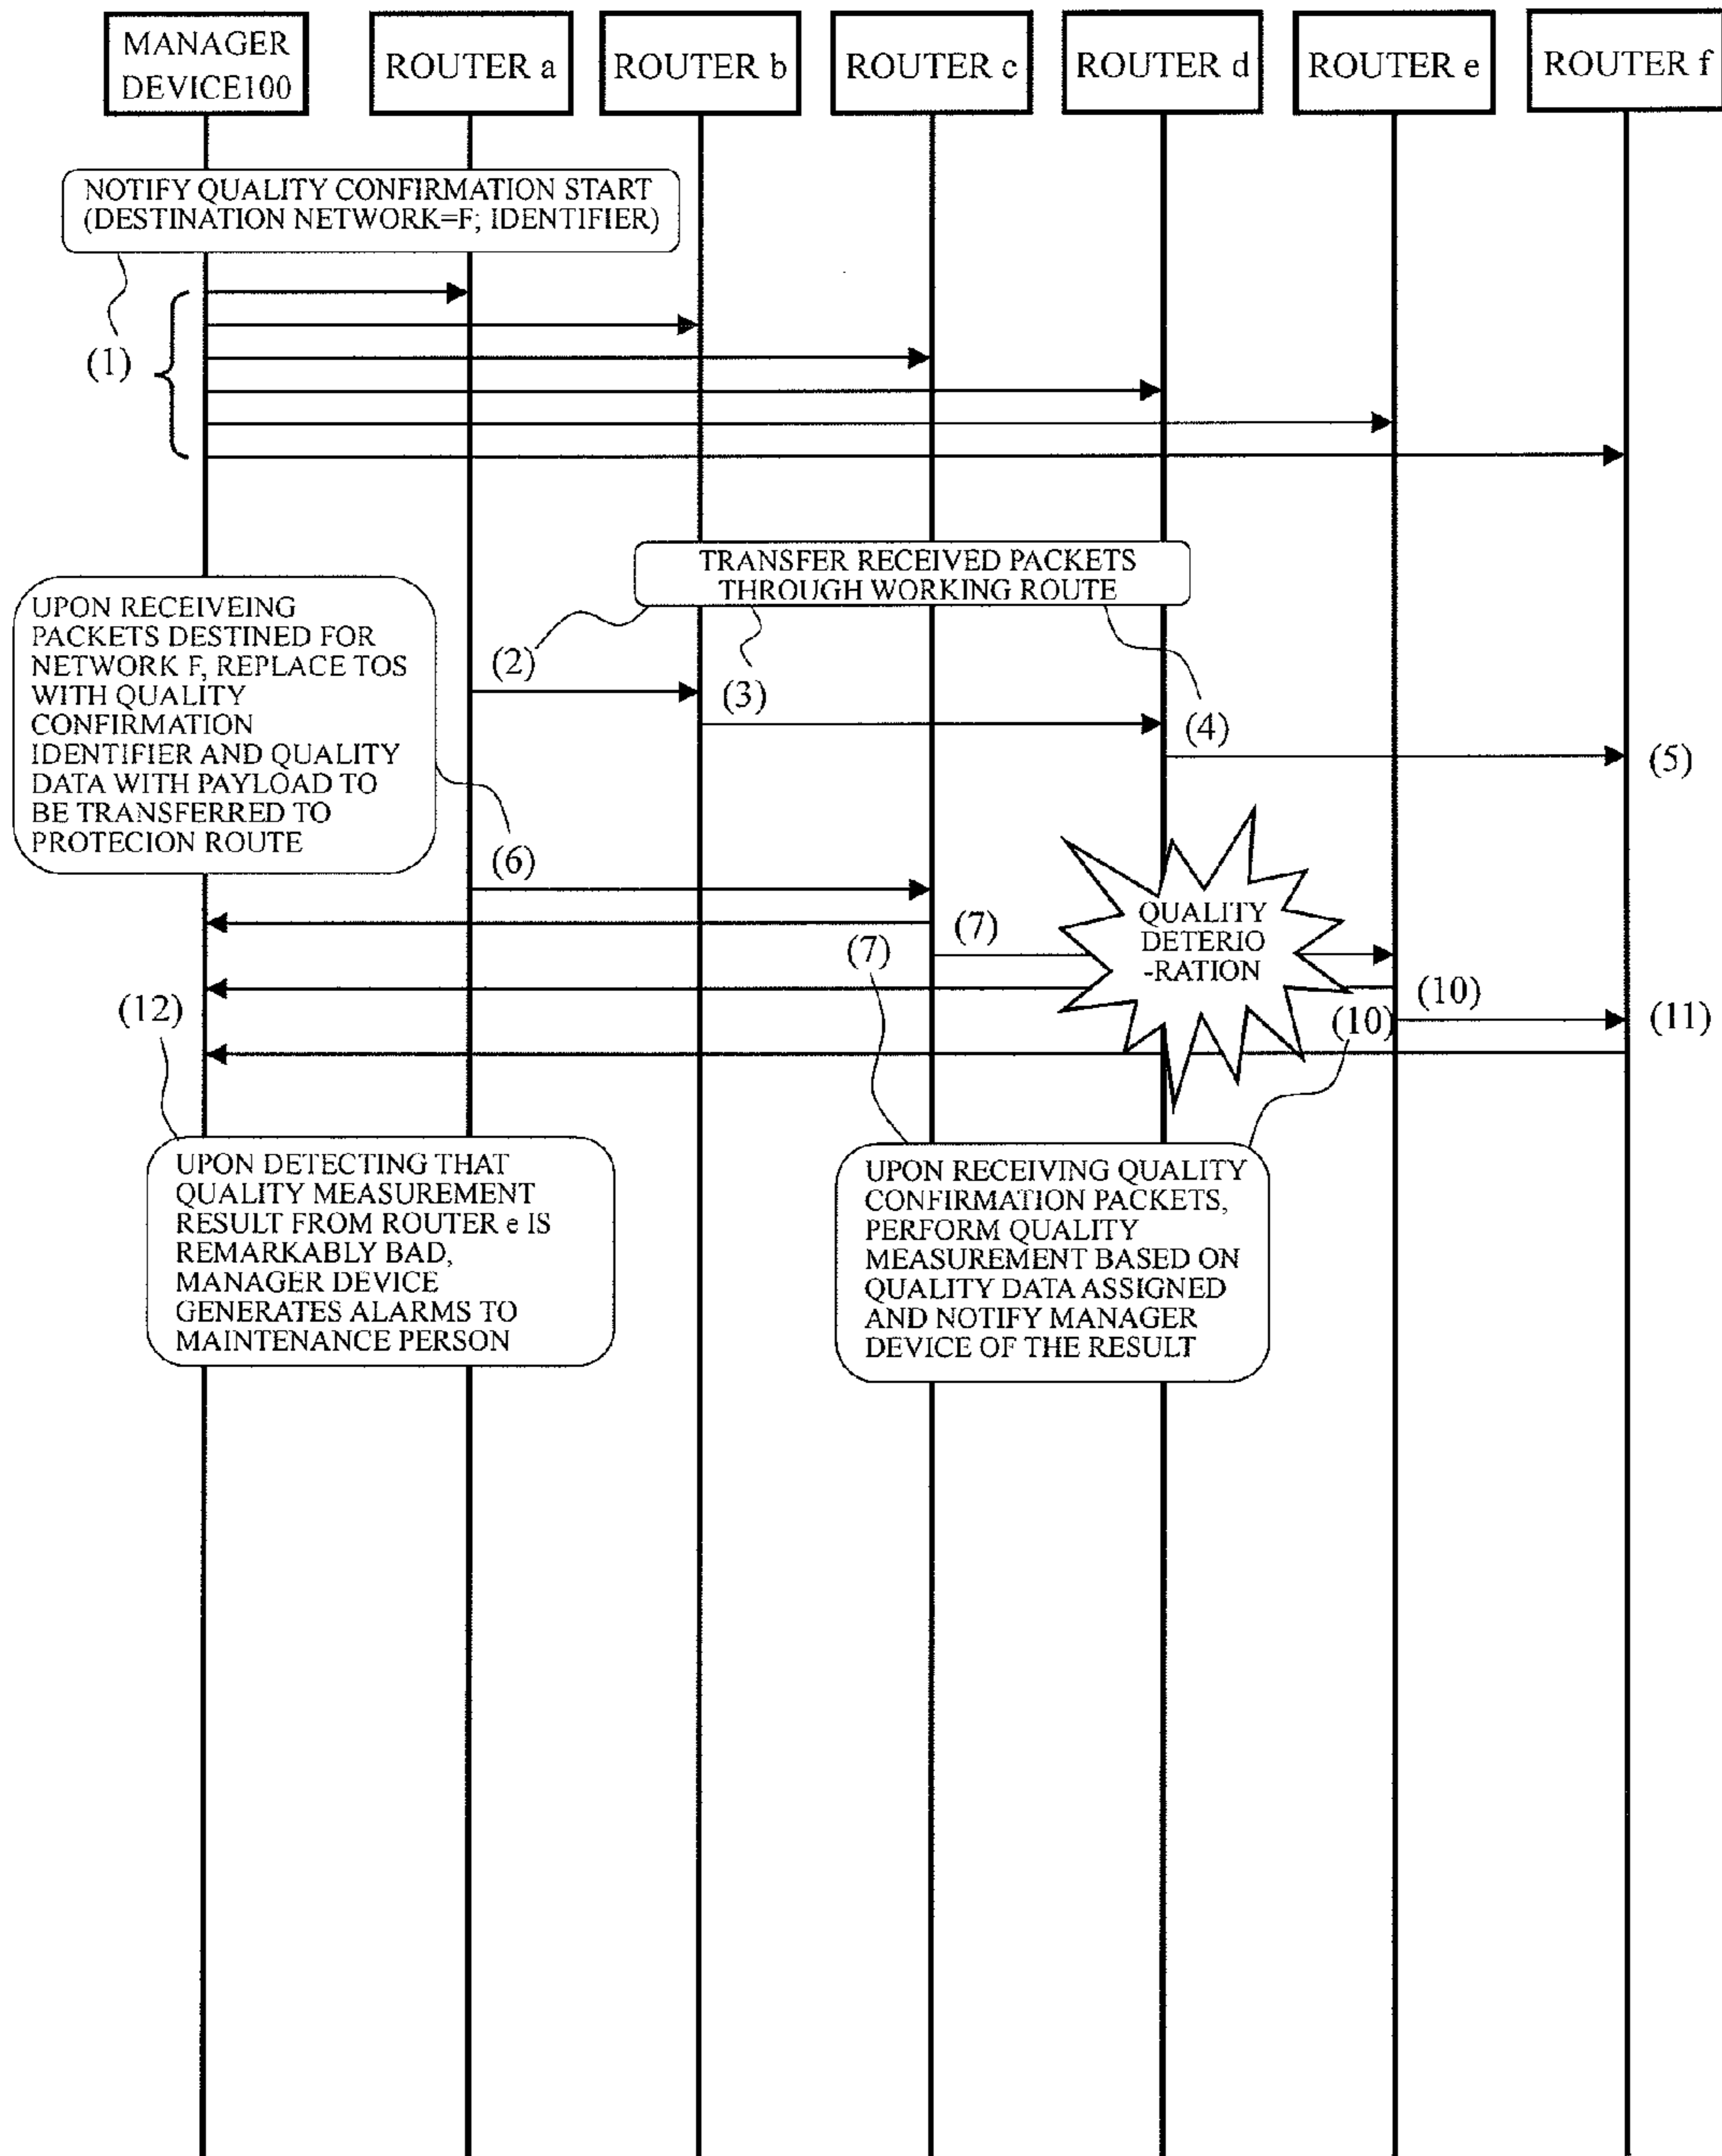 MANAGER
DEVICE100
ROUTER a
ROUTER b
ROUTER c
ROUTER d
ROUTER e
ROUTER f
NOTIFY QUALITY CONFIRMATION START
(DESTINATION NETWORK=F; IDENTIFIER)
(1)
TRANSFER RECEIVED PACKETS
THROUGH WORKING ROUTE
UPON RECEIVEING
PACKETS DESTINED FOR
NETWORK F, REPLACE TOS
WITH QUALITY
CONFIRMATION
IDENTIFIER AND QUALITY
DATA WITH PAYLOAD TO
BE TRANSFERRED TO
PROTECION ROUTE
(2)
(3)
(4)
(5)
(6)
QUALITY
DETERIO
-RATION
(7)
(7)
(10)
(10)
(11)
(12)
UPON DETECTING THAT
QUALITY MEASUREMENT
RESULT FROM ROUTER e IS
REMARKABLY BAD,
MANAGER DEVICE
GENERATES ALARMS TO
MAINTENANCE PERSON
UPON RECEIVING QUALITY
CONFIRMATION PACKETS,
PERFORM QUALITY
MEASUREMENT BASED ON
QUALITY DATA ASSIGNED
AND NOTIFY MANAGER
DEVICE OF THE RESULT